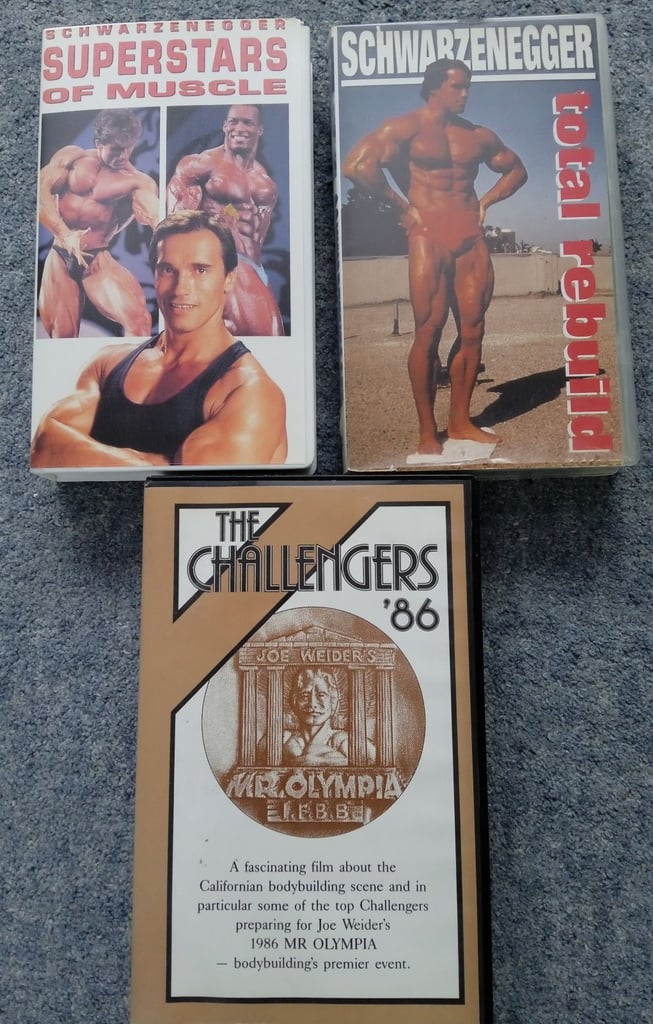 SCHWARZENEGGER
SUPERSTARS
OF MUSCLE
SCHWARZENEGGER
total rebuild
THE
CHALLENGERS
'86
JOE WEIDER'S
MR. OLYMPIA
I.F.B.B.
A fascinating film about the
Californian bodybuilding scene and in
particular some of the top Challengers
preparing for Joe Weider's
1986 MR OLYMPIA
— bodybuilding's premier event.